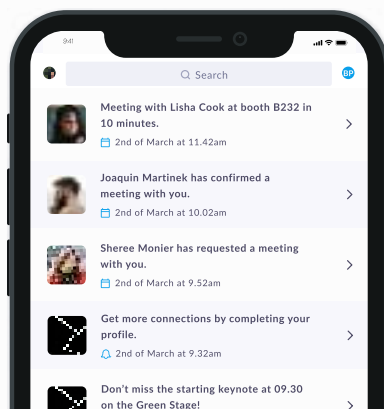 9:41
Search
BP
Meeting with Lisha Cook at booth B232 in
10 minutes.
2nd of March at 11.42am
Joaquin Martinek has confirmed a
meeting with you.
2nd of March at 10.02am
Sheree Monier has requested a meeting
with you.
2nd of March at 9.52am
Get more connections by completing your
profile.
2nd of March at 9.32am
Don't miss the starting keynote at 09.30
on the Green Stage!